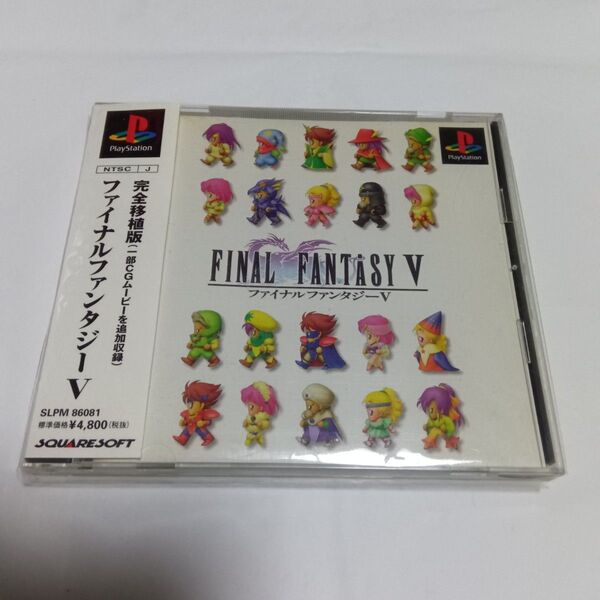 PlayStation
NTSC J
完全移植版(一部CGムービーを追加収録)
ファイナルファンタジーV
SLPM 86081
標準価格¥4,800(税抜)
SQUARESOFT
PlayStation
FINAL FANTASY V
ファイナルファンタジーV